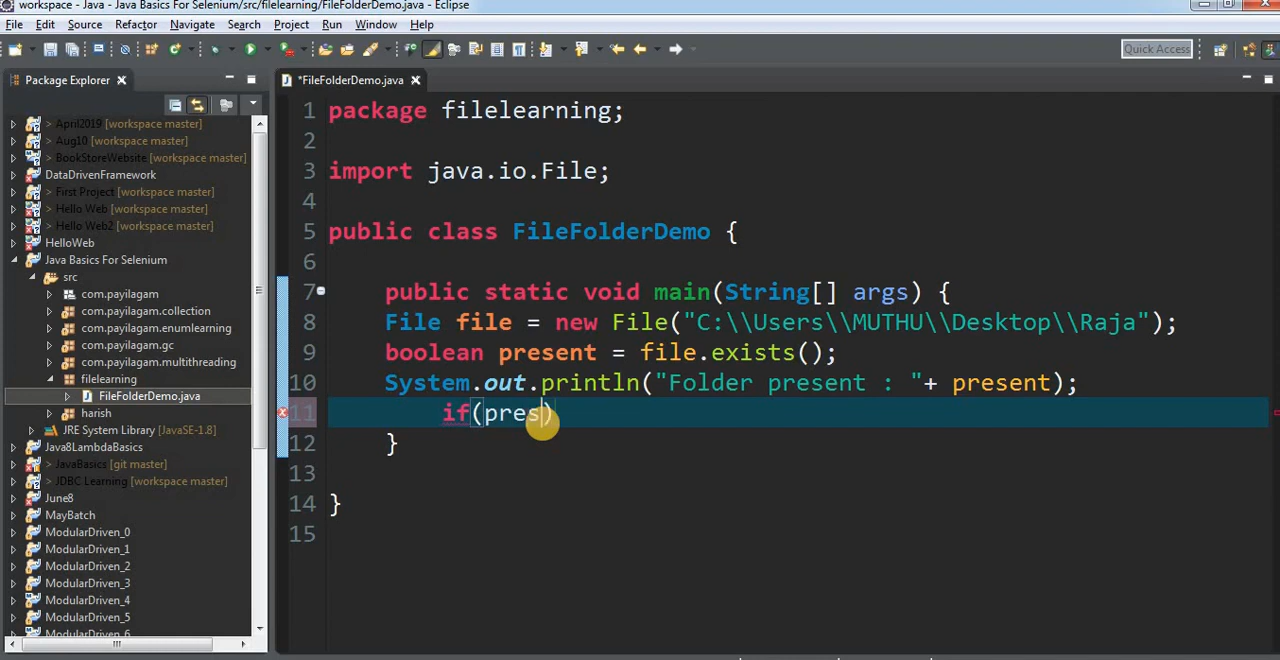 workspace - Java - Java Basics For Selenium/src/filelearning/FileFolderDemo.java - Eclipse
File Edit Source Refactor Navigate Search Project Run Window Help
Quick Access
Package Explorer
*FileFolderDemo.java
> April2019 [workspace master]
> Aug10 [workspace master]
> BookStoreWebsite [workspace master]
DataDrivenFramework
> First Project [workspace master]
> Hello Web [workspace master]
> Hello Web2 [workspace master]
HelloWeb
Java Basics For Selenium
src
com.payilagam
com.payilagam.collection
com.payilagam.enumlearning
com.payilagam.gc
com.payilagam.multithreading
filelearning
FileFolderDemo.java
harish
JRE System Library [JavaSE-1.8]
Java8LambdaBasics
> JavaBasics [git master]
> JDBC Learning [workspace master]
June8
MayBatch
ModularDriven_0
ModularDriven_1
ModularDriven_2
ModularDriven_3
ModularDriven_4
ModularDriven_5
ModularDriven_6
1 package filelearning;
2
3 import java.io.File;
4
5 public class FileFolderDemo {
6
7 public static void main(String[] args) {
8 File file = new File("C:\\Users\\MUTHU\\Desktop\\Raja");
9 boolean present = file.exists();
10 System.out.println("Folder present : "+ present);
11 if(pres)
12 }
13
14 }
15